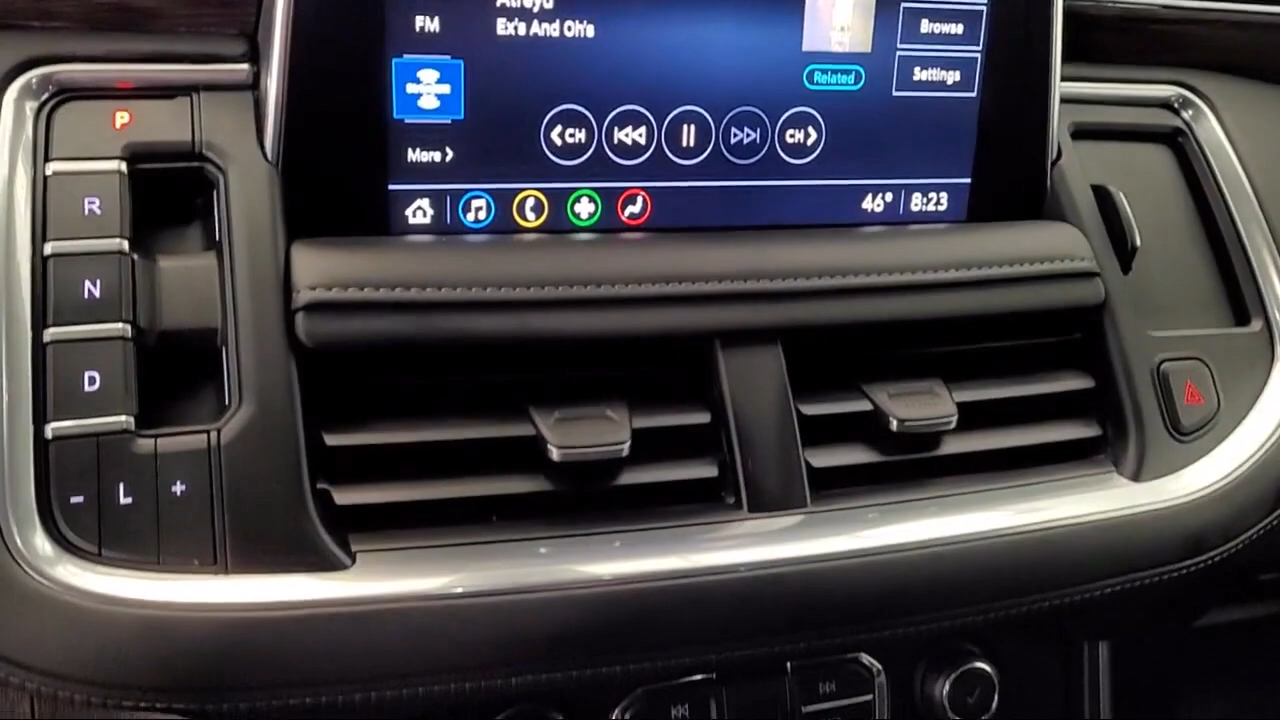 FM
Atreyu
Ex's And Oh's
Browse
Settings
Related
More >
<CH
CH>
46° 8:23
P
R
N
D
- L +